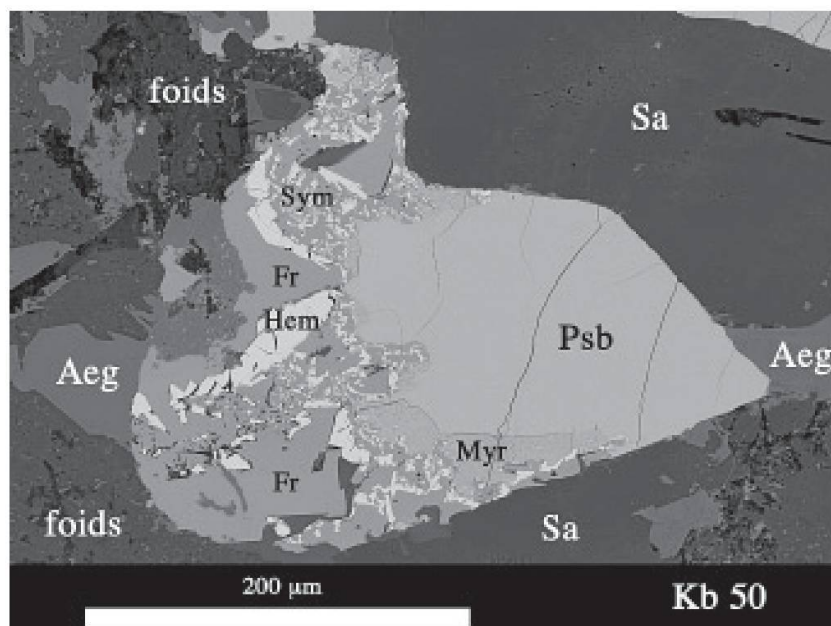 foids
Sa
Sym
Fr
Hem
Psb
Aeg
Aeg
Myr
Fr
foids
Sa
200 µm
Kb 50